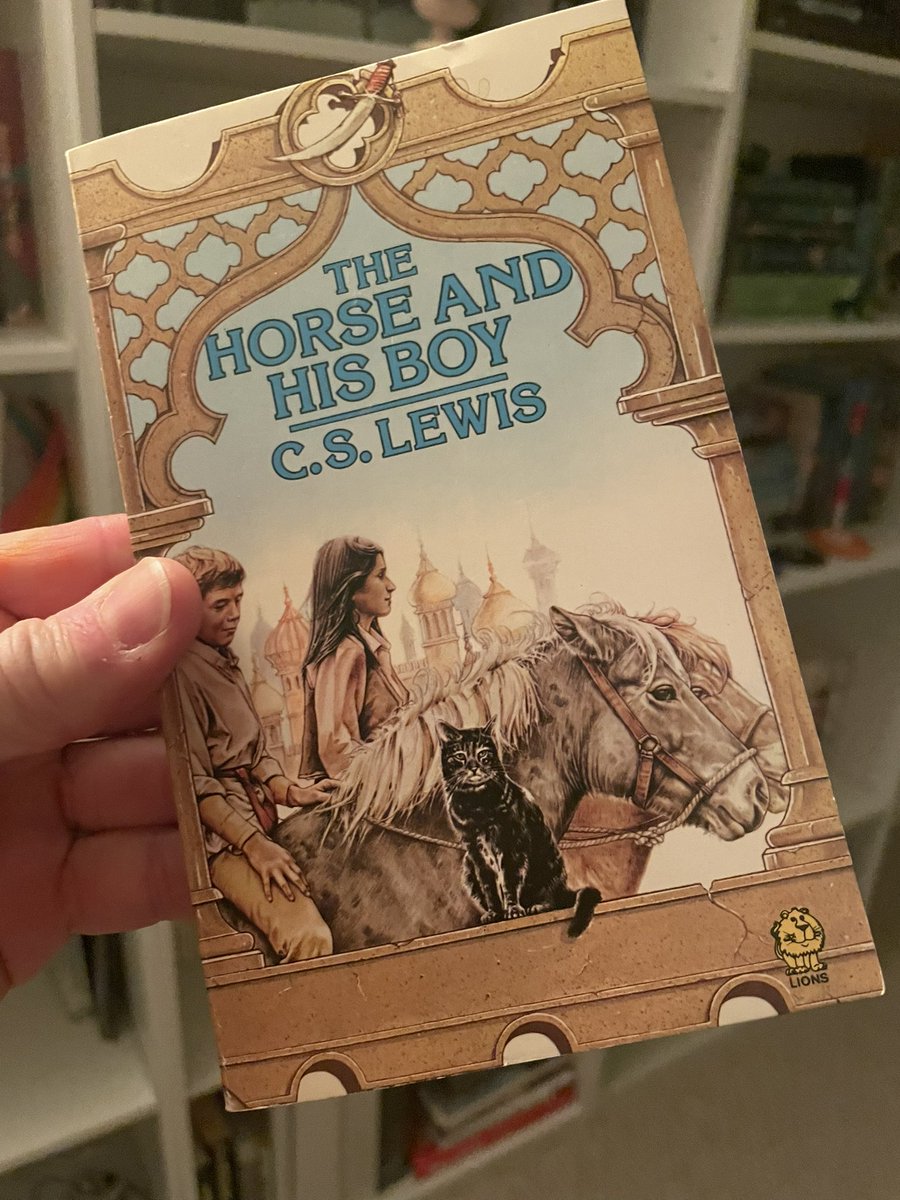 THE
HORSE AND
HIS BOY
C.S. LEWIS
LIONS